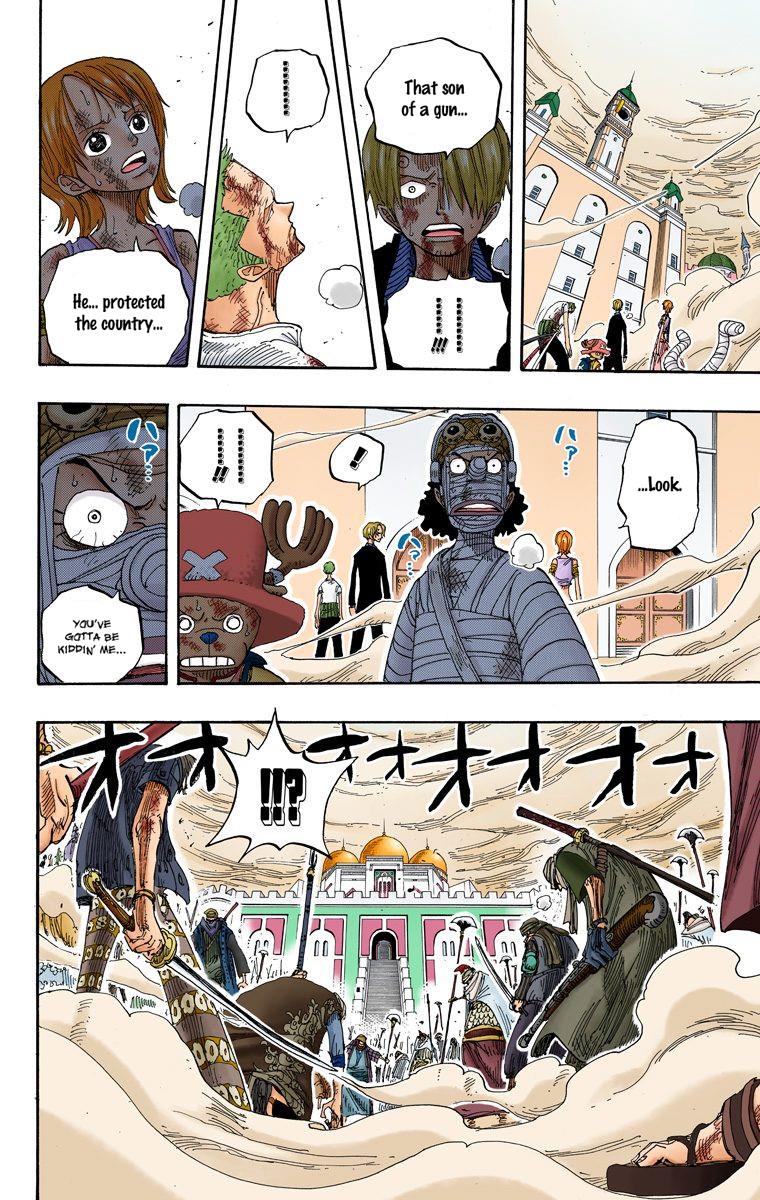 That son
of a gun...
!!!
He... protected
the country...
...Look.
ハァ…
!
ハァ…
!!
ハァ…
YOU'VE
GOTTA BE
KIDDIN' ME...
!!?
オオオオオオオオ